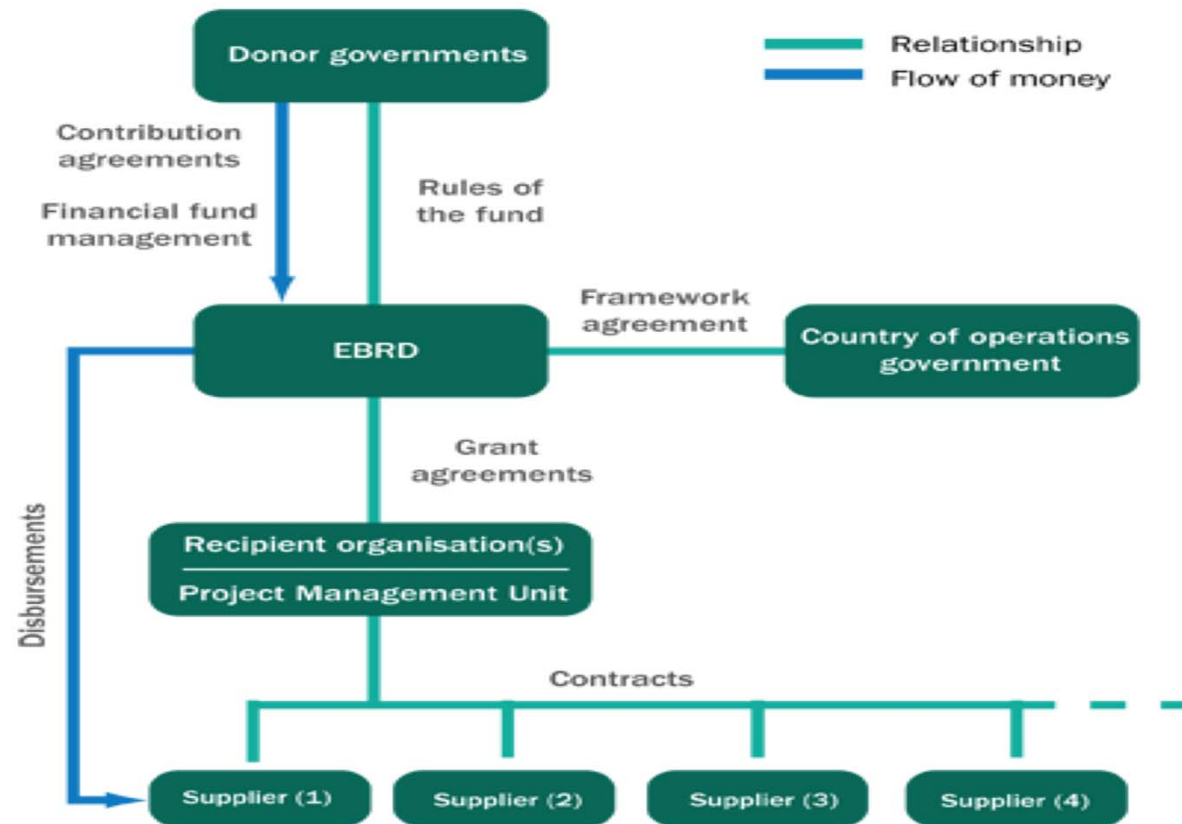 Donor governments
Relationship
Flow of money
Contribution
agreements
Financial fund
management
Rules of
the fund
EBRD
Framework
agreement
Country of operations
government
Grant
agreements
Recipient organisation(s)
Project Management Unit
Disbursements
Contracts
Supplier (1)
Supplier (2)
Supplier (3)
Supplier (4)